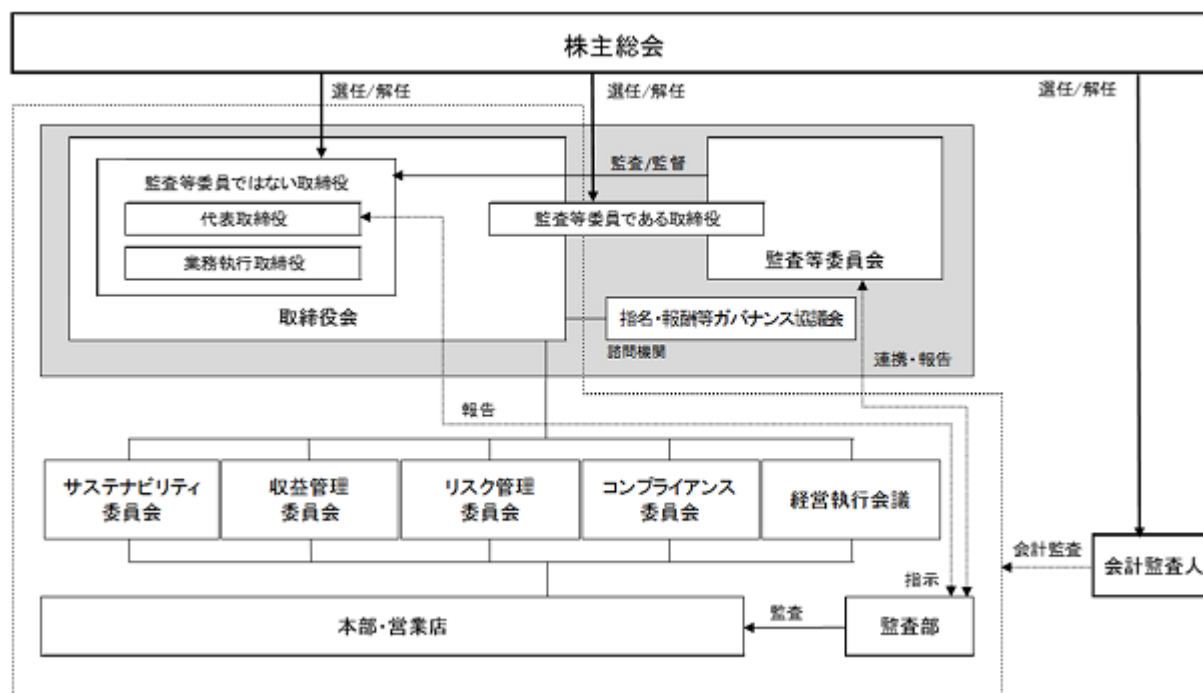 株主総会
選任/解任
選任/解任
選任/解任
監査/監督
監査等委員ではない取締役
代表取締役
監査等委員である取締役
業務執行取締役
監査等委員会
取締役会
指名・報酬等ガバナンス協議会
諮問機関
連携・報告
報告
サステナビリティ
委員会
収益管理
委員会
リスク管理
委員会
コンプライアンス
委員会
経営執行会議
会計監査
会計監査人
指示
本部・営業店
監査
監査部